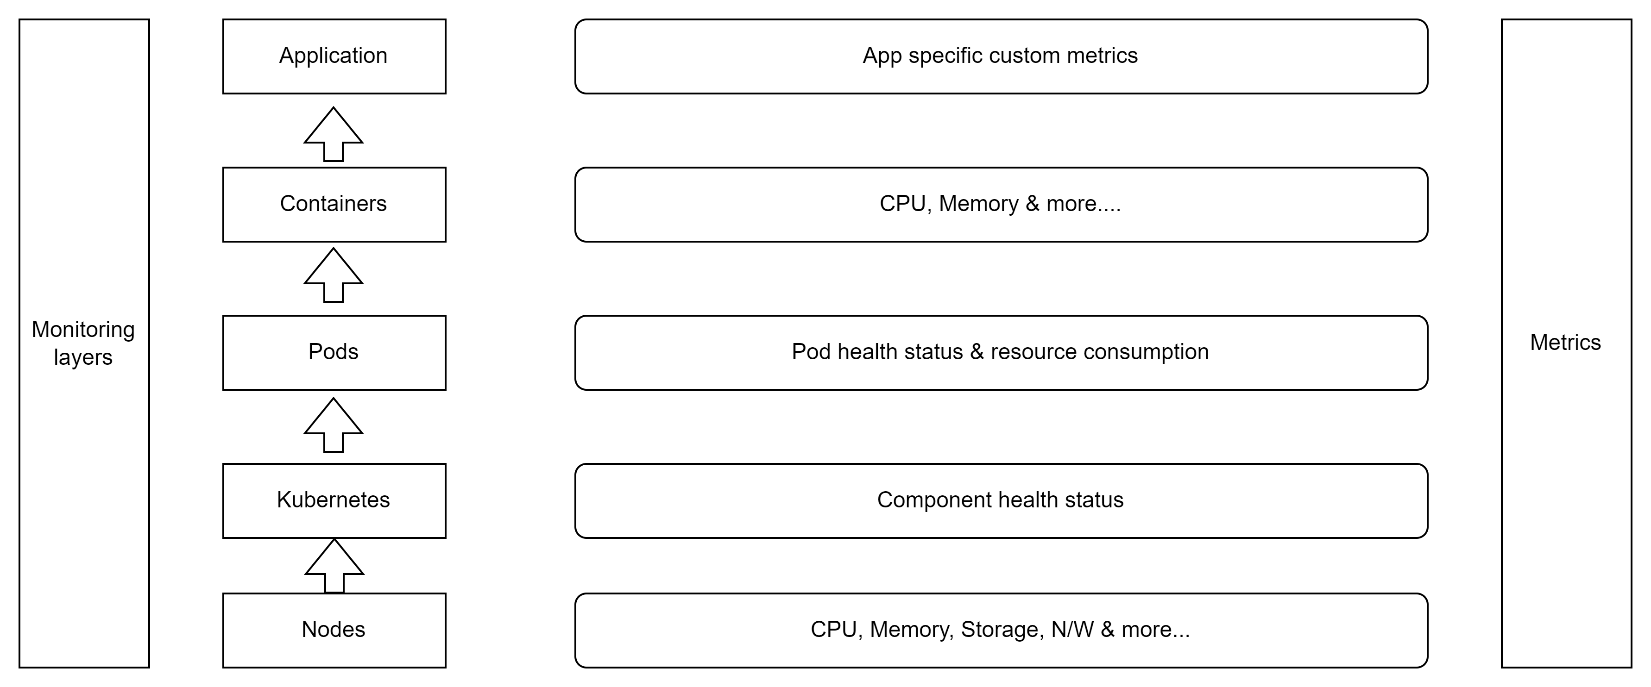 Application
App specific custom metrics
Containers
CPU, Memory & more....
Monitoring
layers
Pods
Pod health status & resource consumption
Metrics
Kubernetes
Component health status
Nodes
CPU, Memory, Storage, N/W & more...